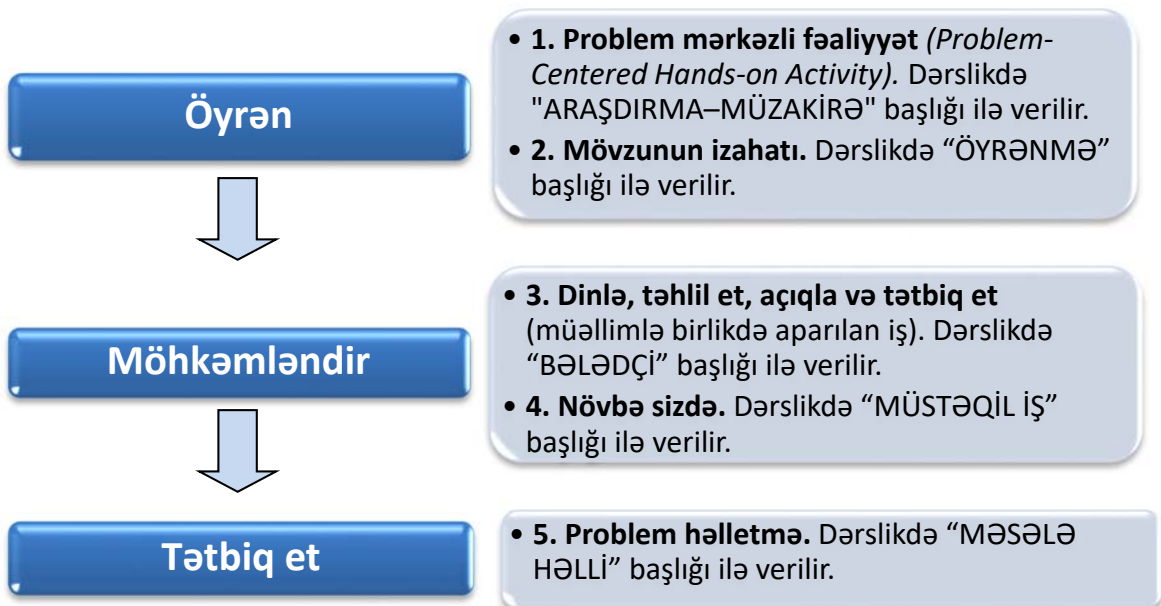 Öyrən
• 1. Problem mərkəzli fəaliyyət (Problem-
Centered Hands-on Activity). Dərslikdə
"ARAŞDIRMA–MÜZAKİRƏ" başlığı ilə verilir.
• 2. Mövzunun izahatı. Dərslikdə “ÖYRƏNMƏ”
başlığı ilə verilir.
Möhkəmləndir
• 3. Dinlə, təhlil et, açıqla və tətbiq et
(müəllimlə birlikdə aparılan iş). Dərslikdə
“BƏLƏDÇİ” başlığı ilə verilir.
• 4. Növbə sizdə. Dərslikdə “MÜSTƏQİL İŞ”
başlığı ilə verilir.
Tətbiq et
• 5. Problem həlletmə. Dərslikdə “MƏSƏLƏ
HƏLLİ” başlığı ilə verilir.